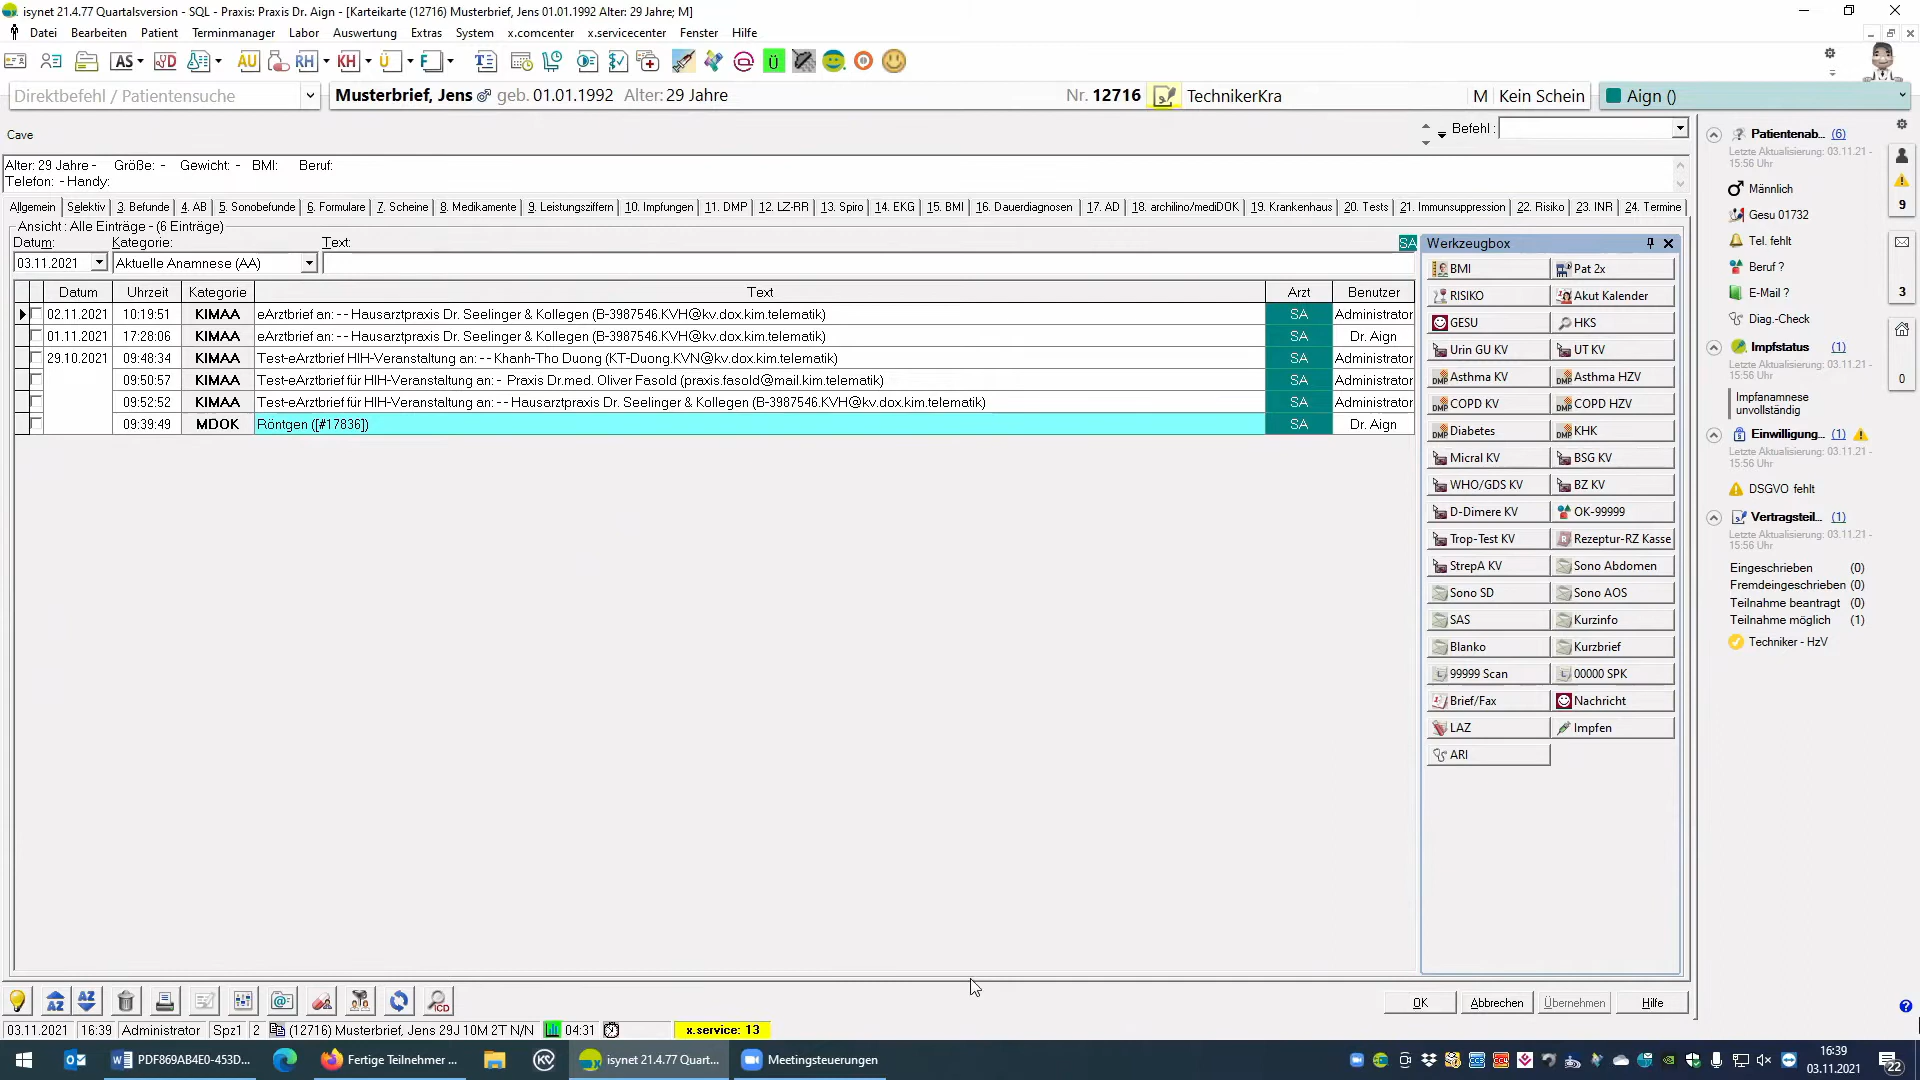 isynet 21.4.77 Quartalsversion - SQL - Praxis: Praxis Dr. Aign - [Karteikarte (12716) Musterbrief, Jens 01.01.1992 Alter: 29 Jahre; M]
Datei Bearbeiten Patient Terminmanager Labor Auswertung Extras System x.comcenter x.servicecenter Fenster Hilfe
AS AU RH KH Ü F Ü
Direktbefehl / Patientensuche
Musterbrief, Jens geb. 01.01.1992 Alter: 29 Jahre
Nr. 12716 TechnikerKra M Kein Schein Aign ()
Cave
Befehl :
Alter: 29 Jahre - Größe: - Gewicht: - BMI: Beruf:
Telefon: - Handy:
Allgemein Selektiv 3. Befunde 4. AB 5. Sonobefunde 6. Formulare 7. Scheine 8. Medikamente 9. Leistungsziffern 10. Impfungen 11. DMP 12. LZ-RR 13. Spiro 14. EKG 15. BMI 16. Dauerdiagnosen 17. AD 18. archilino/mediDOK 19. Krankenhaus 20. Tests 21. Immunsuppression 22. Risiko 23. INR 24. Termine
Ansicht : Alle Einträge - (6 Einträge)
Datum: Kategorie: Text: SA
03.11.2021 Aktuelle Anamnese (AA)
Datum Uhrzeit Kategorie Text Arzt Benutzer
02.11.2021 10:19:51 KIMAA eArztbrief an: - - Hausarztpraxis Dr. Seelinger & Kollegen (B-3987546.KVH@kv.dox.kim.telematik) SA Administrator
01.11.2021 17:28:06 KIMAA eArztbrief an: - - Hausarztpraxis Dr. Seelinger & Kollegen (B-3987546.KVH@kv.dox.kim.telematik) SA Dr. Aign
29.10.2021 09:48:34 KIMAA Test-eArztbrief HIH-Veranstaltung an: - - Khanh-Tho Duong (KT-Duong.KVN@kv.dox.kim.telematik) SA Administrator
09:50:57 KIMAA Test-eArztbrief für HIH-Veranstaltung an: - Praxis Dr.med. Oliver Fasold (praxis.fasold@mail.kim.telematik) SA Administrator
09:52:52 KIMAA Test-eArztbrief für HIH-Veranstaltung an: - - Hausarztpraxis Dr. Seelinger & Kollegen (B-3987546.KVH@kv.dox.kim.telematik) SA Administrator
09:39:49 MDOK Röntgen ([#17836]) SA Dr. Aign
Werkzeugbox
BMI Pat 2x
RISIKO Akut Kalender
GESU HKS
Urin GU KV UT KV
Asthma KV Asthma HZV
COPD KV COPD HZV
Diabetes KHK
Micral KV BSG KV
WHO/GDS KV BZ KV
D-Dimere KV OK-99999
Trop-Test KV Rezeptur-RZ Kasse
StrepA KV Sono Abdomen
Sono SD Sono AOS
SAS Kurzinfo
Blanko Kurzbrief
99999 Scan 00000 SPK
Brief/Fax Nachricht
LAZ Impfen
ARI
Patientenab... (6)
Letzte Aktualisierung: 03.11.21 -
15:56 Uhr
Männlich
Gesu 01732
Tel. fehlt
Beruf ?
E-Mail ?
Diag.-Check
Impfstatus (1)
Letzte Aktualisierung: 03.11.21 -
15:56 Uhr
Impfanamnese
unvollständig
Einwilligung... (1)
Letzte Aktualisierung: 03.11.21 -
15:56 Uhr
DSGVO fehlt
Vertragsteil... (1)
Letzte Aktualisierung: 03.11.21 -
15:56 Uhr
Eingeschrieben (0)
Fremdeingeschrieben (0)
Teilnahme beantragt (0)
Teilnahme möglich (1)
Techniker - HzV
9
3
0
OK Abbrechen Übernehmen Hilfe
03.11.2021 16:39 Administrator Spz1 2 (12716) Musterbrief, Jens 29J 10M 2T N/N 04:31 x.service: 13
PDF869AB4E0-453D... Fertige Teilnehmer ... isynet 21.4.77 Quart... Meetingsteuerungen
16:39
03.11.2021
22